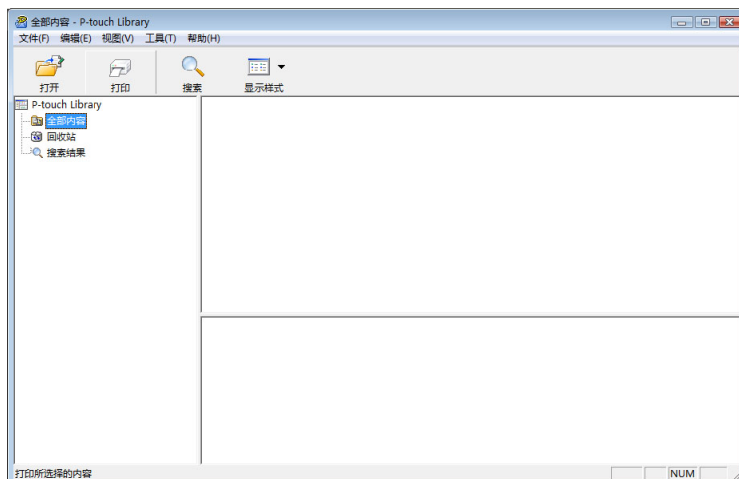 全部内容 - P-touch Library
文件(F) 编辑(E) 视图(V) 工具(T) 帮助(H)
打开 打印 搜索 显示样式
P-touch Library
全部内容
回收站
搜索结果
打印所选择的内容 NUM